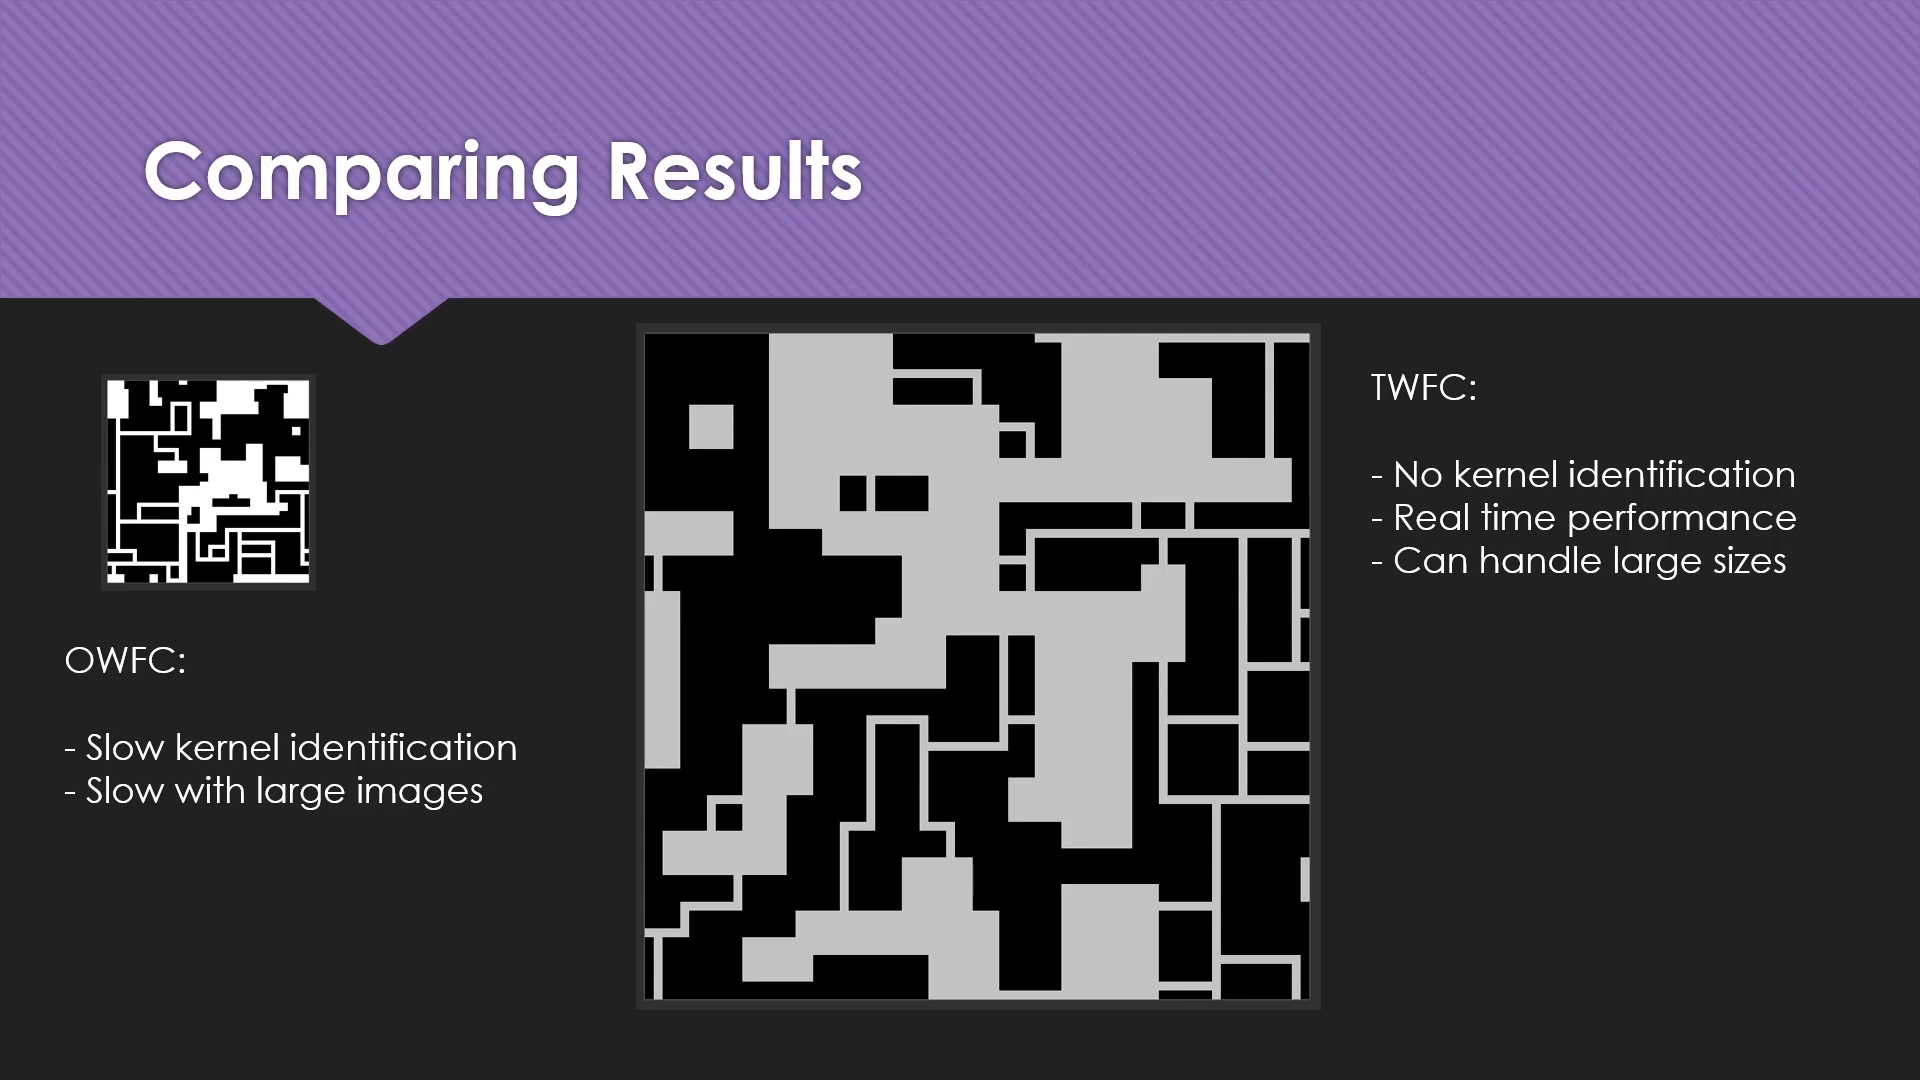 Comparing Results
OWFC:
- Slow kernel identification
- Slow with large images
TWFC:
- No kernel identification
- Real time performance
- Can handle large sizes